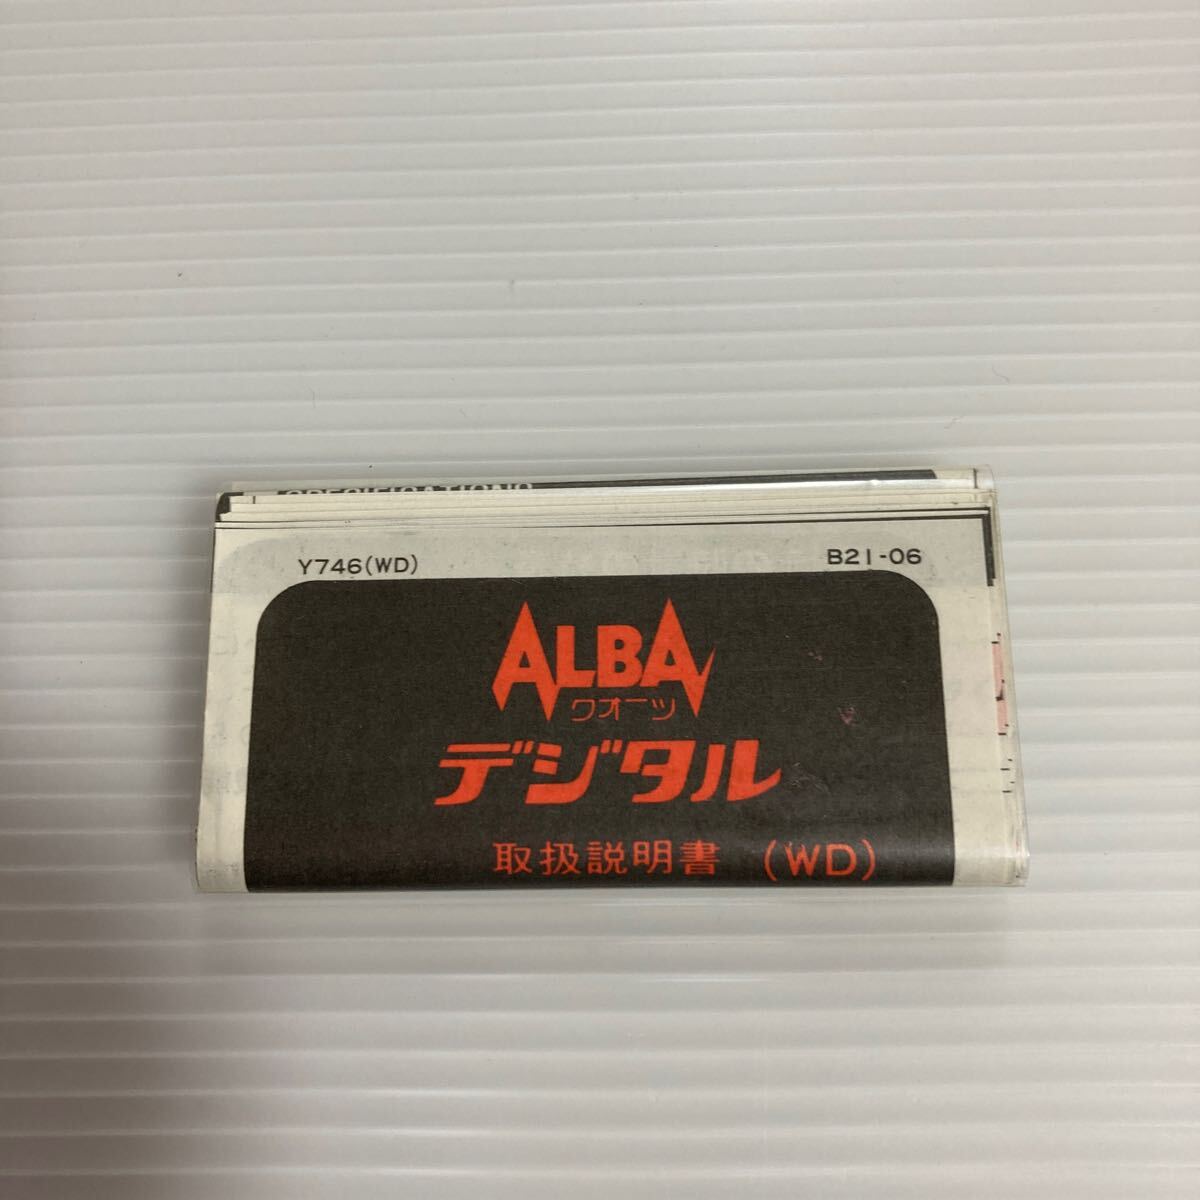 SPECIFICATIONS
Y746(WD) B21-06
ALBA
クオーツ
デジタル
取扱説明書 (WD)